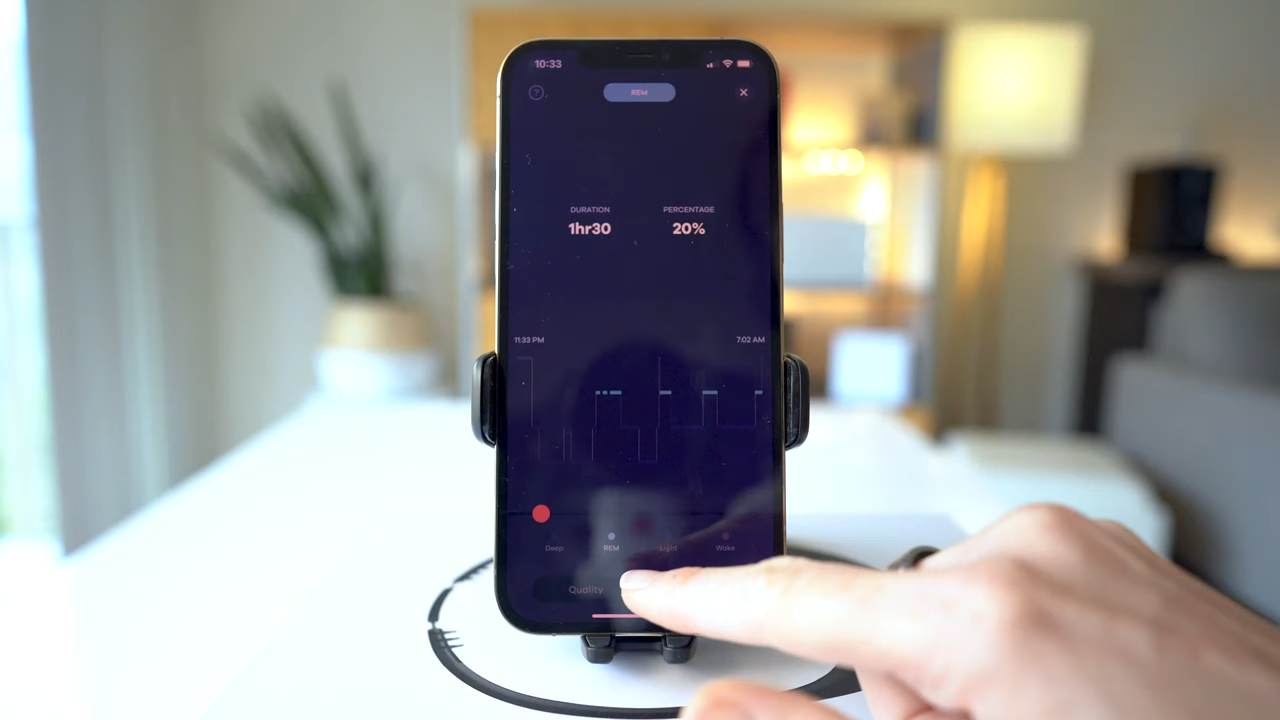 10:33
?
REM
×
DURATION
PERCENTAGE
1hr30
20%
11:33 PM
7:02 AM
Deep
REM
Light
Wake
Quality